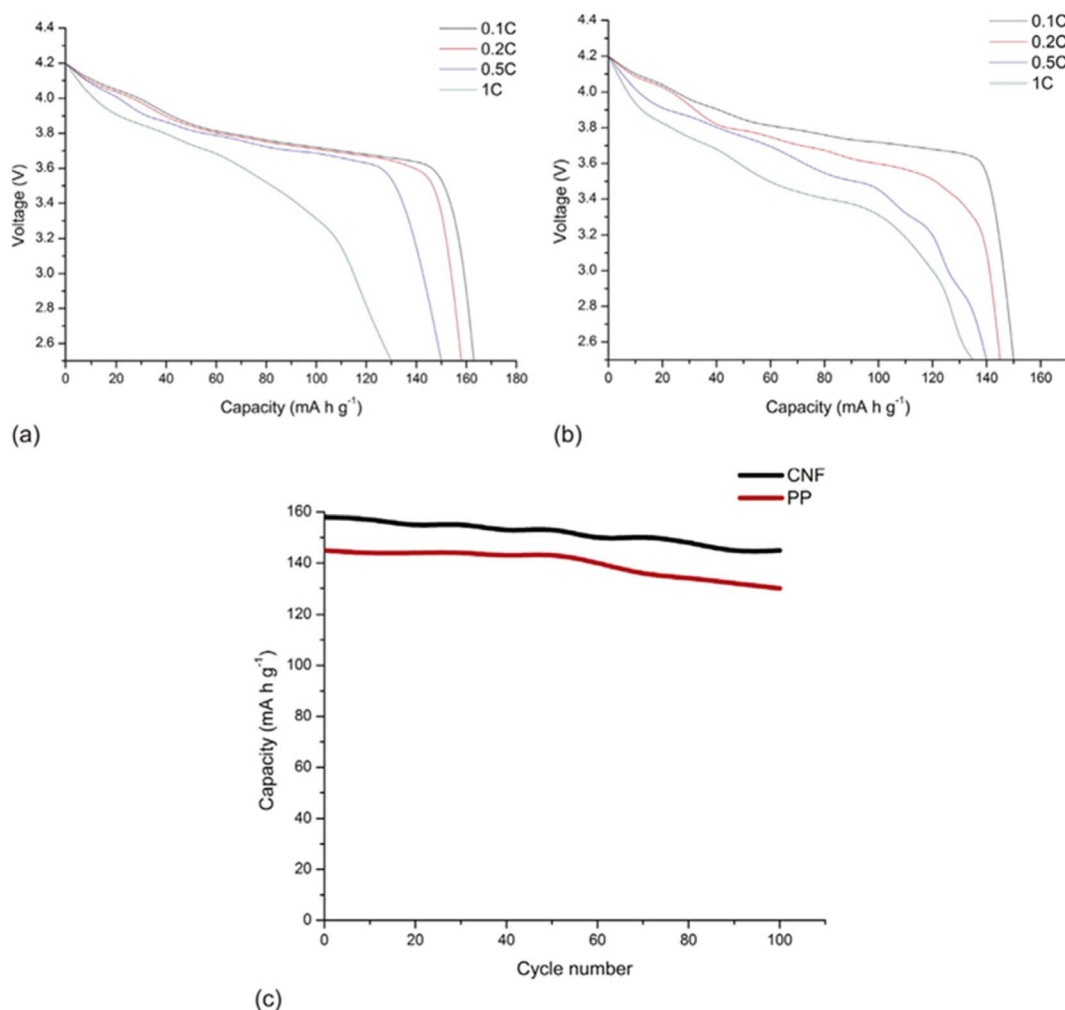 4.4
4.2
4.0
3.8
3.6
3.4
3.2
3.0
2.8
2.6
Voltage (V)
0 20 40 60 80 100 120 140 160 180
Capacity (mA h g⁻¹)
0.1C
0.2C
0.5C
1C
(a)
4.4
4.2
4.0
3.8
3.6
3.4
3.2
3.0
2.8
2.6
Voltage (V)
0 20 40 60 80 100 120 140 160
Capacity (mA h g⁻¹)
0.1C
0.2C
0.5C
1C
(b)
CNF
PP
160
140
120
100
80
60
40
20
0
Capacity (mA h g⁻¹)
0 20 40 60 80 100
Cycle number
(c)